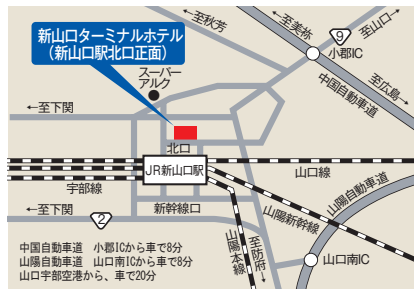 ←至秋芳
←至美祢
至山口→
9
小郡IC
新山口ターミナルホテル
(新山口駅北口正面)
スーパー
アルク
中国自動車道
至広島→
←至下関
北口
JR新山口駅
山口線
宇部線
山陽自動車道
←至下関
2
新幹線口
山陽新幹線
山陽本線
至防府→
山口南IC
中国自動車道 小郡ICから車で8分
山陽自動車道 山口南ICから車で8分
山口宇部空港から、車で20分